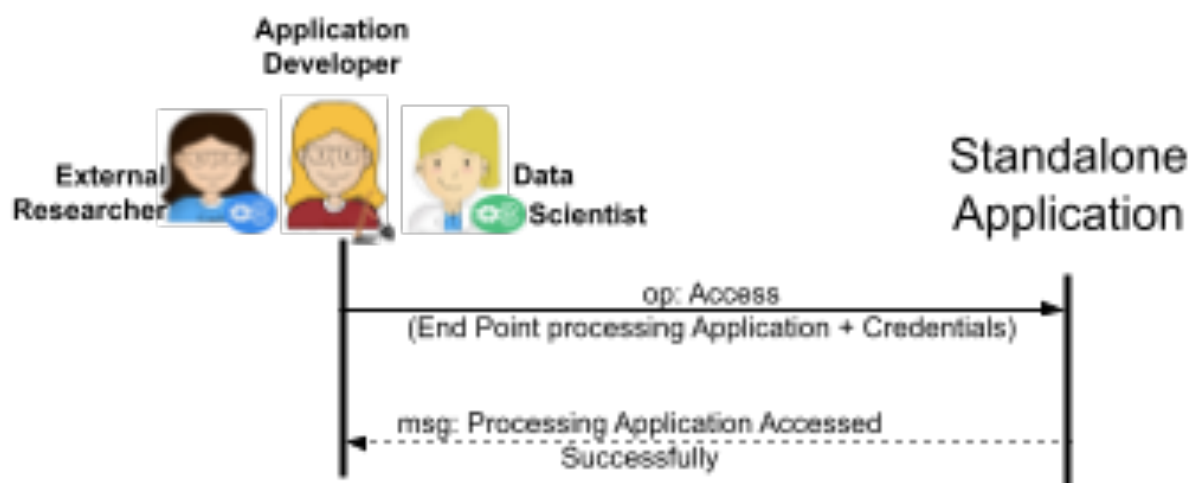 Application
Developer
External
Researcher
Data
Scientist
Standalone
Application
op: Access
(End Point processing Application + Credentials)
msg: Processing Application Accessed
Successfully